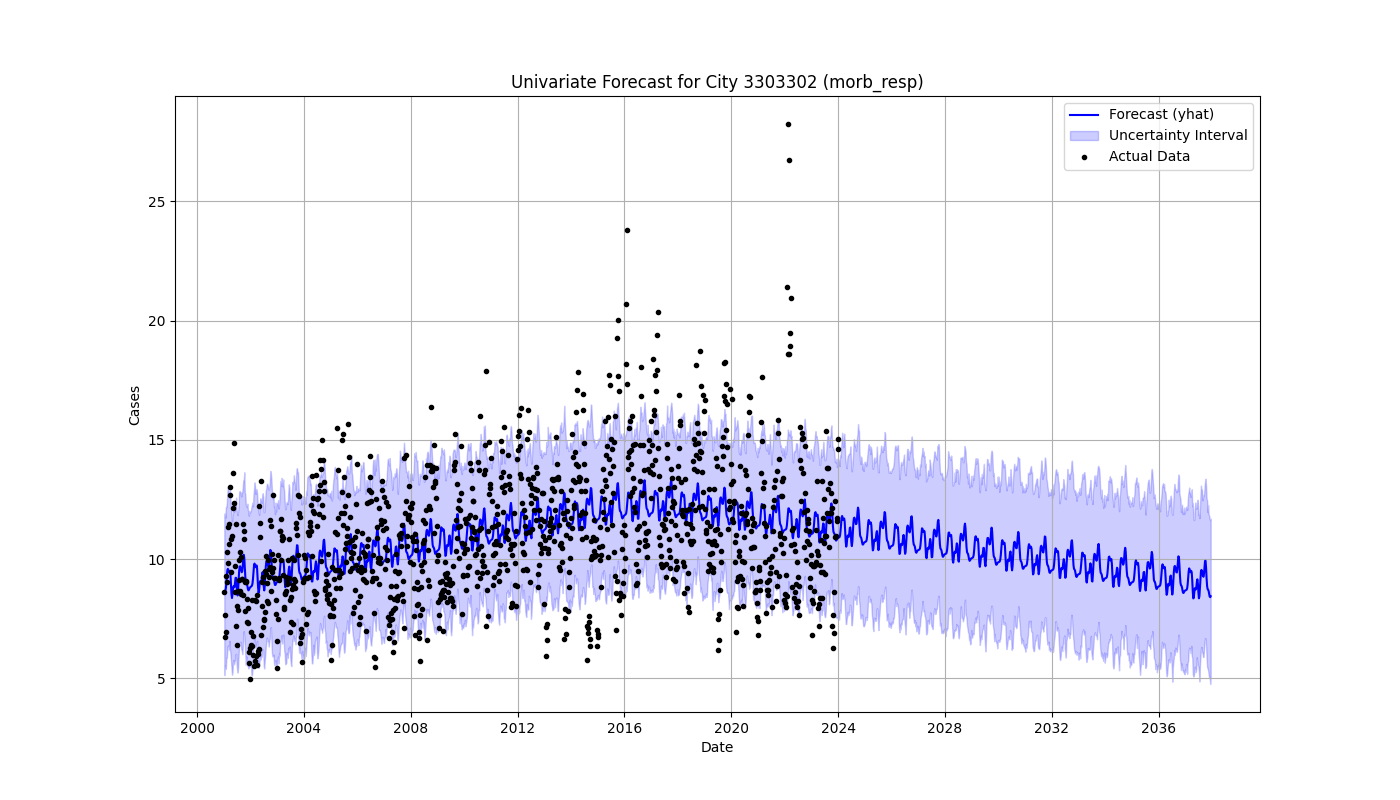 Univariate Forecast for City 3303302 (morb_resp)
Forecast (yhat)
Uncertainty Interval
Actual Data
Cases
25
20
15
10
5
2000 2004 2008 2012 2016 2020 2024 2028 2032 2036
Date